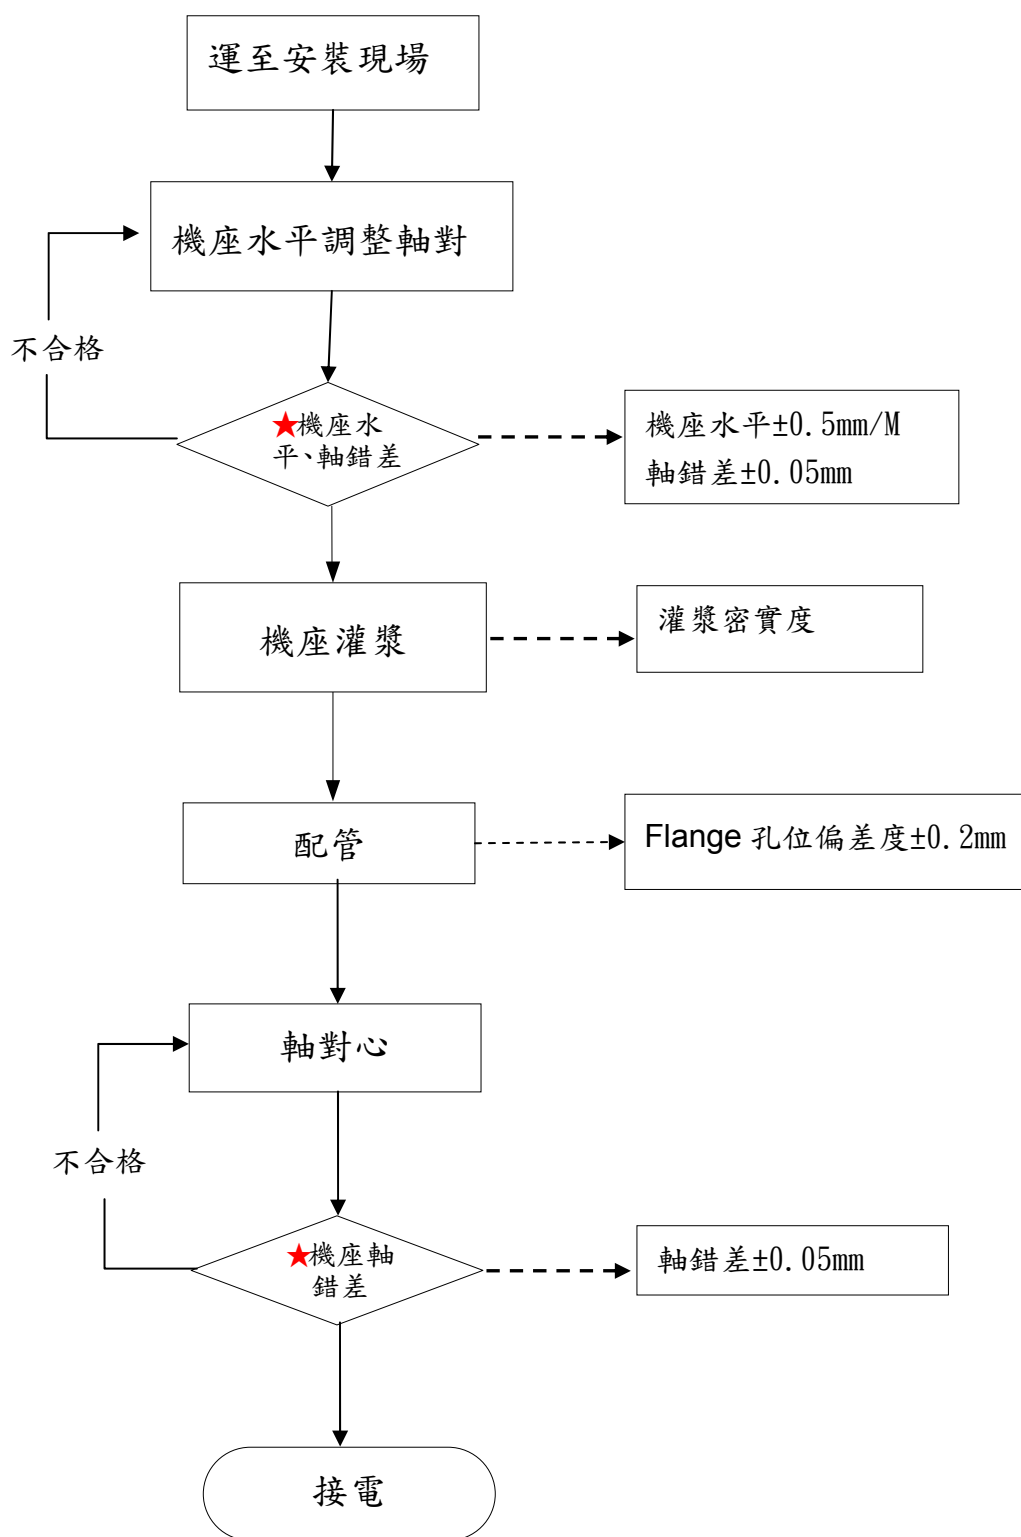 運至安裝現場
機座水平調整軸對
不合格
★機座水
平、軸錯差
機座水平±0.5mm/M
軸錯差±0.05mm
機座灌漿
灌漿密實度
配管
Flange 孔位偏差度±0.2mm
軸對心
不合格
★機座軸
錯差
軸錯差±0.05mm
接電